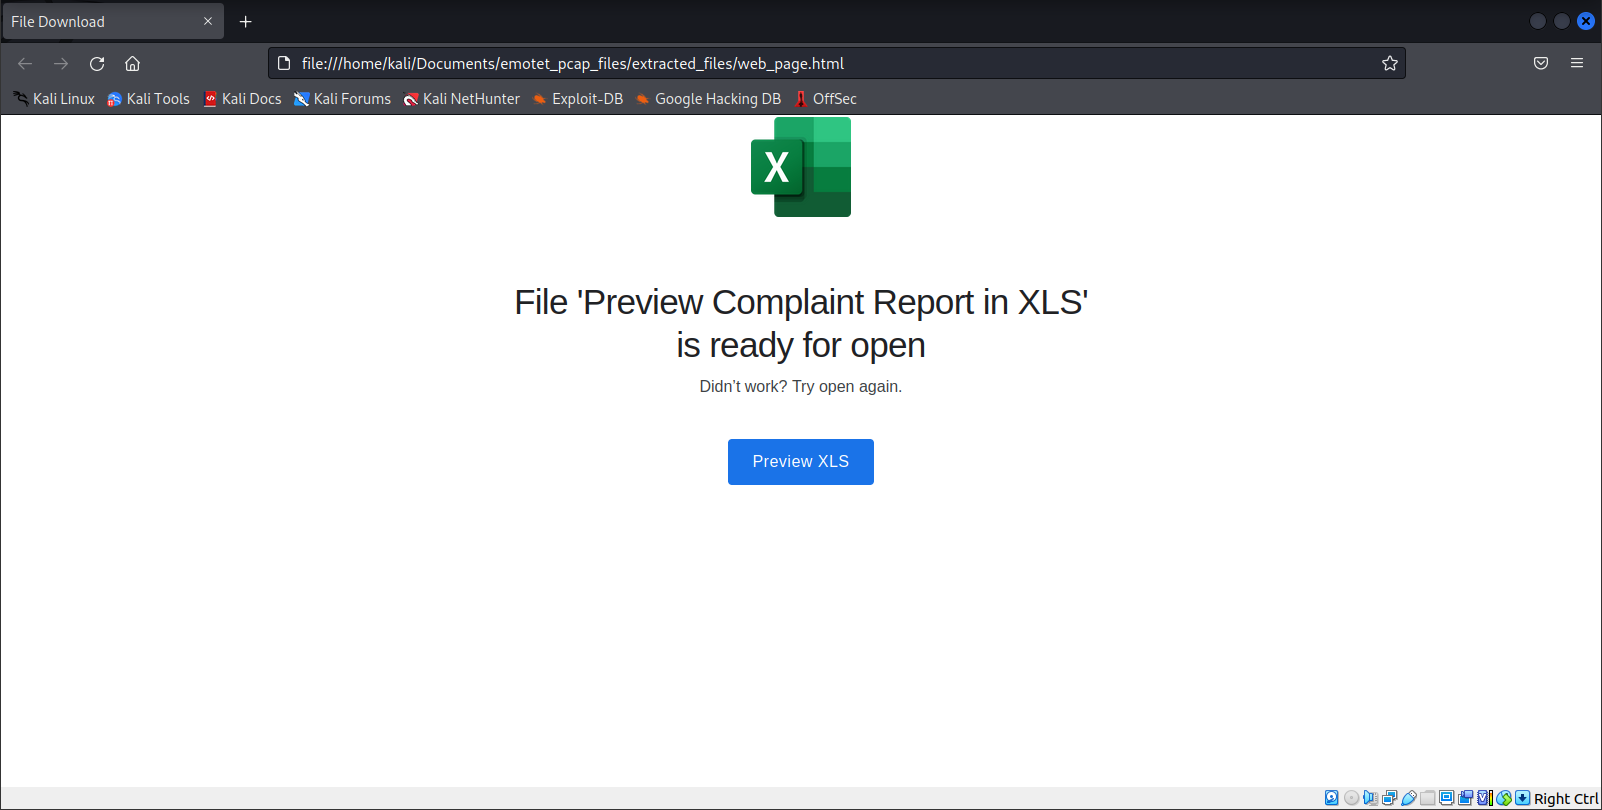 File Download
file:///home/kali/Documents/emotet_pcap_files/extracted_files/web_page.html
Kali Linux Kali Tools Kali Docs Kali Forums Kali NetHunter Exploit-DB Google Hacking DB OffSec
X
File 'Preview Complaint Report in XLS'
is ready for open
Didn't work? Try open again.
Preview XLS
Right Ctrl